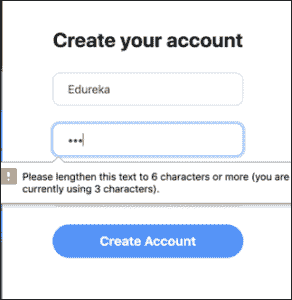 Create your account
Edureka
•••
Please lengthen this text to 6 characters or more (you are
currently using 3 characters).
Create Account